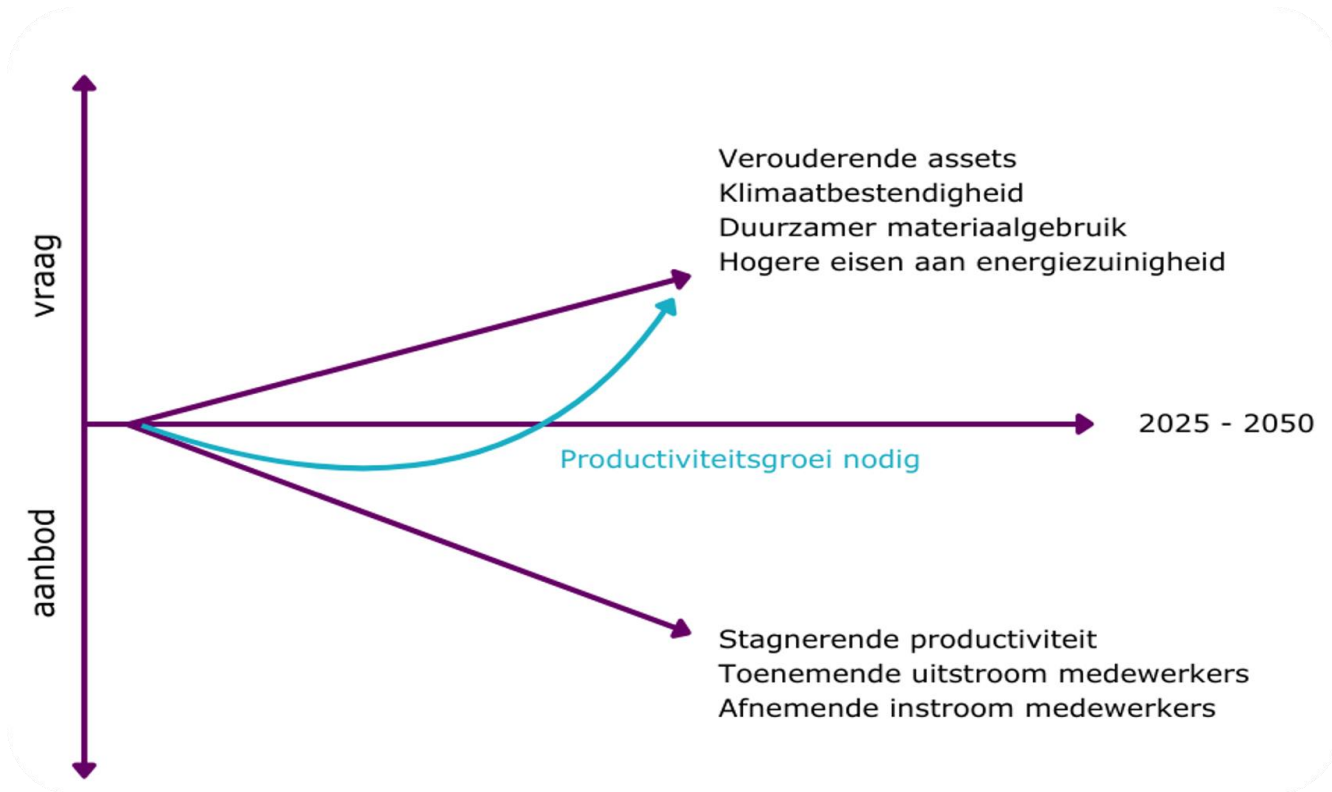 vraag
Verouderende assets
Klimaatbestendigheid
Duurzamer materiaalgebruik
Hogere eisen aan energiezuinigheid
2025 - 2050
Productiviteitsgroei nodig
aanbod
Stagnerende productiviteit
Toenemende uitstroom medewerkers
Afnemende instroom medewerkers